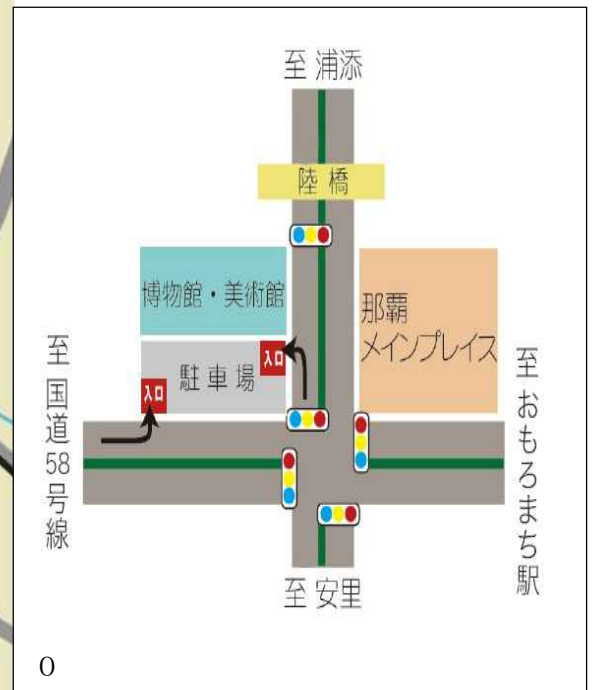 至 浦添
陸橋
博物館・美術館
那覇
メインプレイス
入口
駐車場
入口
至 国道58号線
至 おもろまち駅
至 安里
0